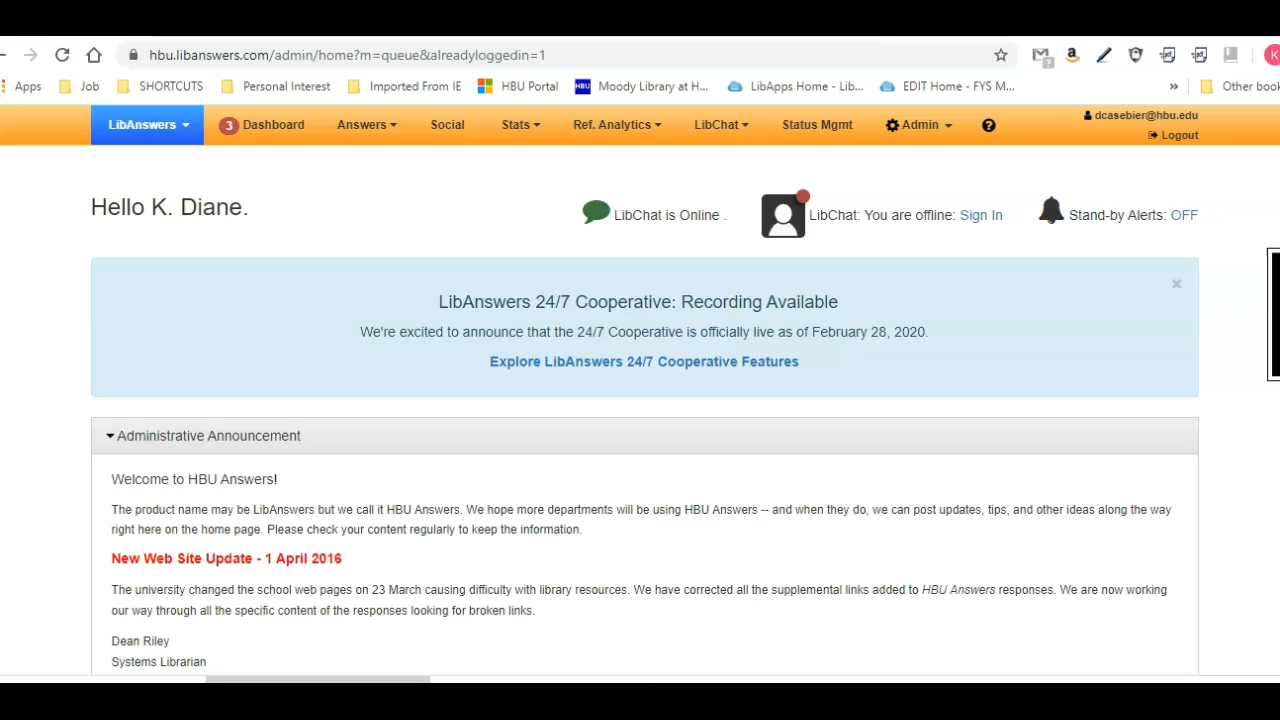 hbu.libanswers.com/admin/home?m=queue&alreadyloggedin=1
3
Apps Job SHORTCUTS Personal Interest Imported From IE HBU Portal HBU Moody Library at H... LibApps Home - Lib... EDIT Home - FYS M... » Other book
LibAnswers 3 Dashboard Answers Social Stats Ref. Analytics LibChat Status Mgmt Admin ? dcasebier@hbu.edu
Logout
Hello K. Diane.
LibChat is Online . LibChat: You are offline: Sign In Stand-by Alerts: OFF
LibAnswers 24/7 Cooperative: Recording Available
We're excited to announce that the 24/7 Cooperative is officially live as of February 28, 2020.
Explore LibAnswers 24/7 Cooperative Features
Administrative Announcement
Welcome to HBU Answers!
The product name may be LibAnswers but we call it HBU Answers. We hope more departments will be using HBU Answers -- and when they do, we can post updates, tips, and other ideas along the way
right here on the home page. Please check your content regularly to keep the information.
New Web Site Update - 1 April 2016
The university changed the school web pages on 23 March causing difficulty with library resources. We have corrected all the supplemental links added to HBU Answers responses. We are now working
our way through all the specific content of the responses looking for broken links.
Dean Riley
Systems Librarian